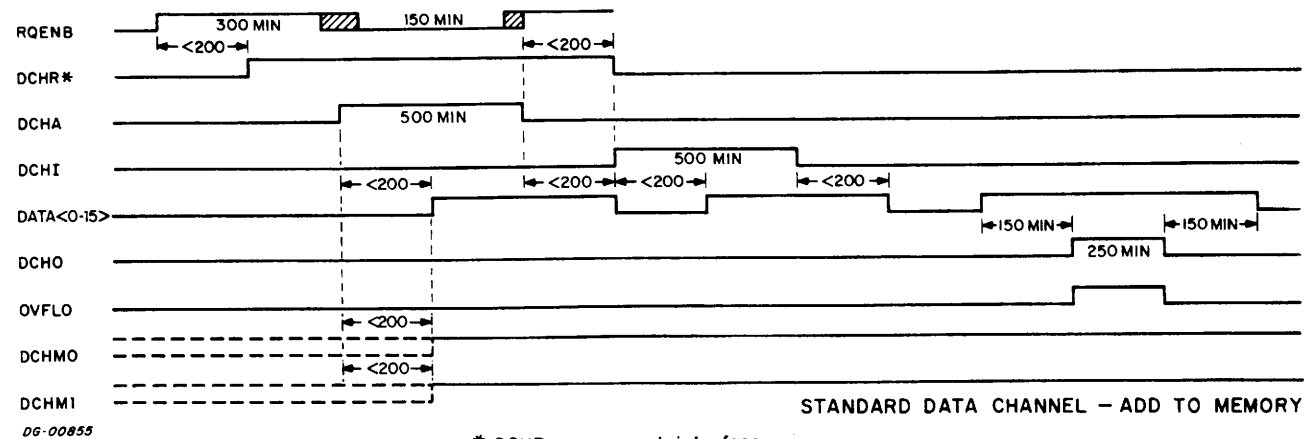 RQENB
300 MIN
150 MIN
<200
<200
DCHR*
DCHA
500 MIN
DCHI
500 MIN
<200
<200
<200
<200
DATA<0-15>
150 MIN
150 MIN
DCHO
250 MIN
OVFLO
<200
DCHMO
<200
DCHM1
STANDARD DATA CHANNEL – ADD TO MEMORY
DG-00855